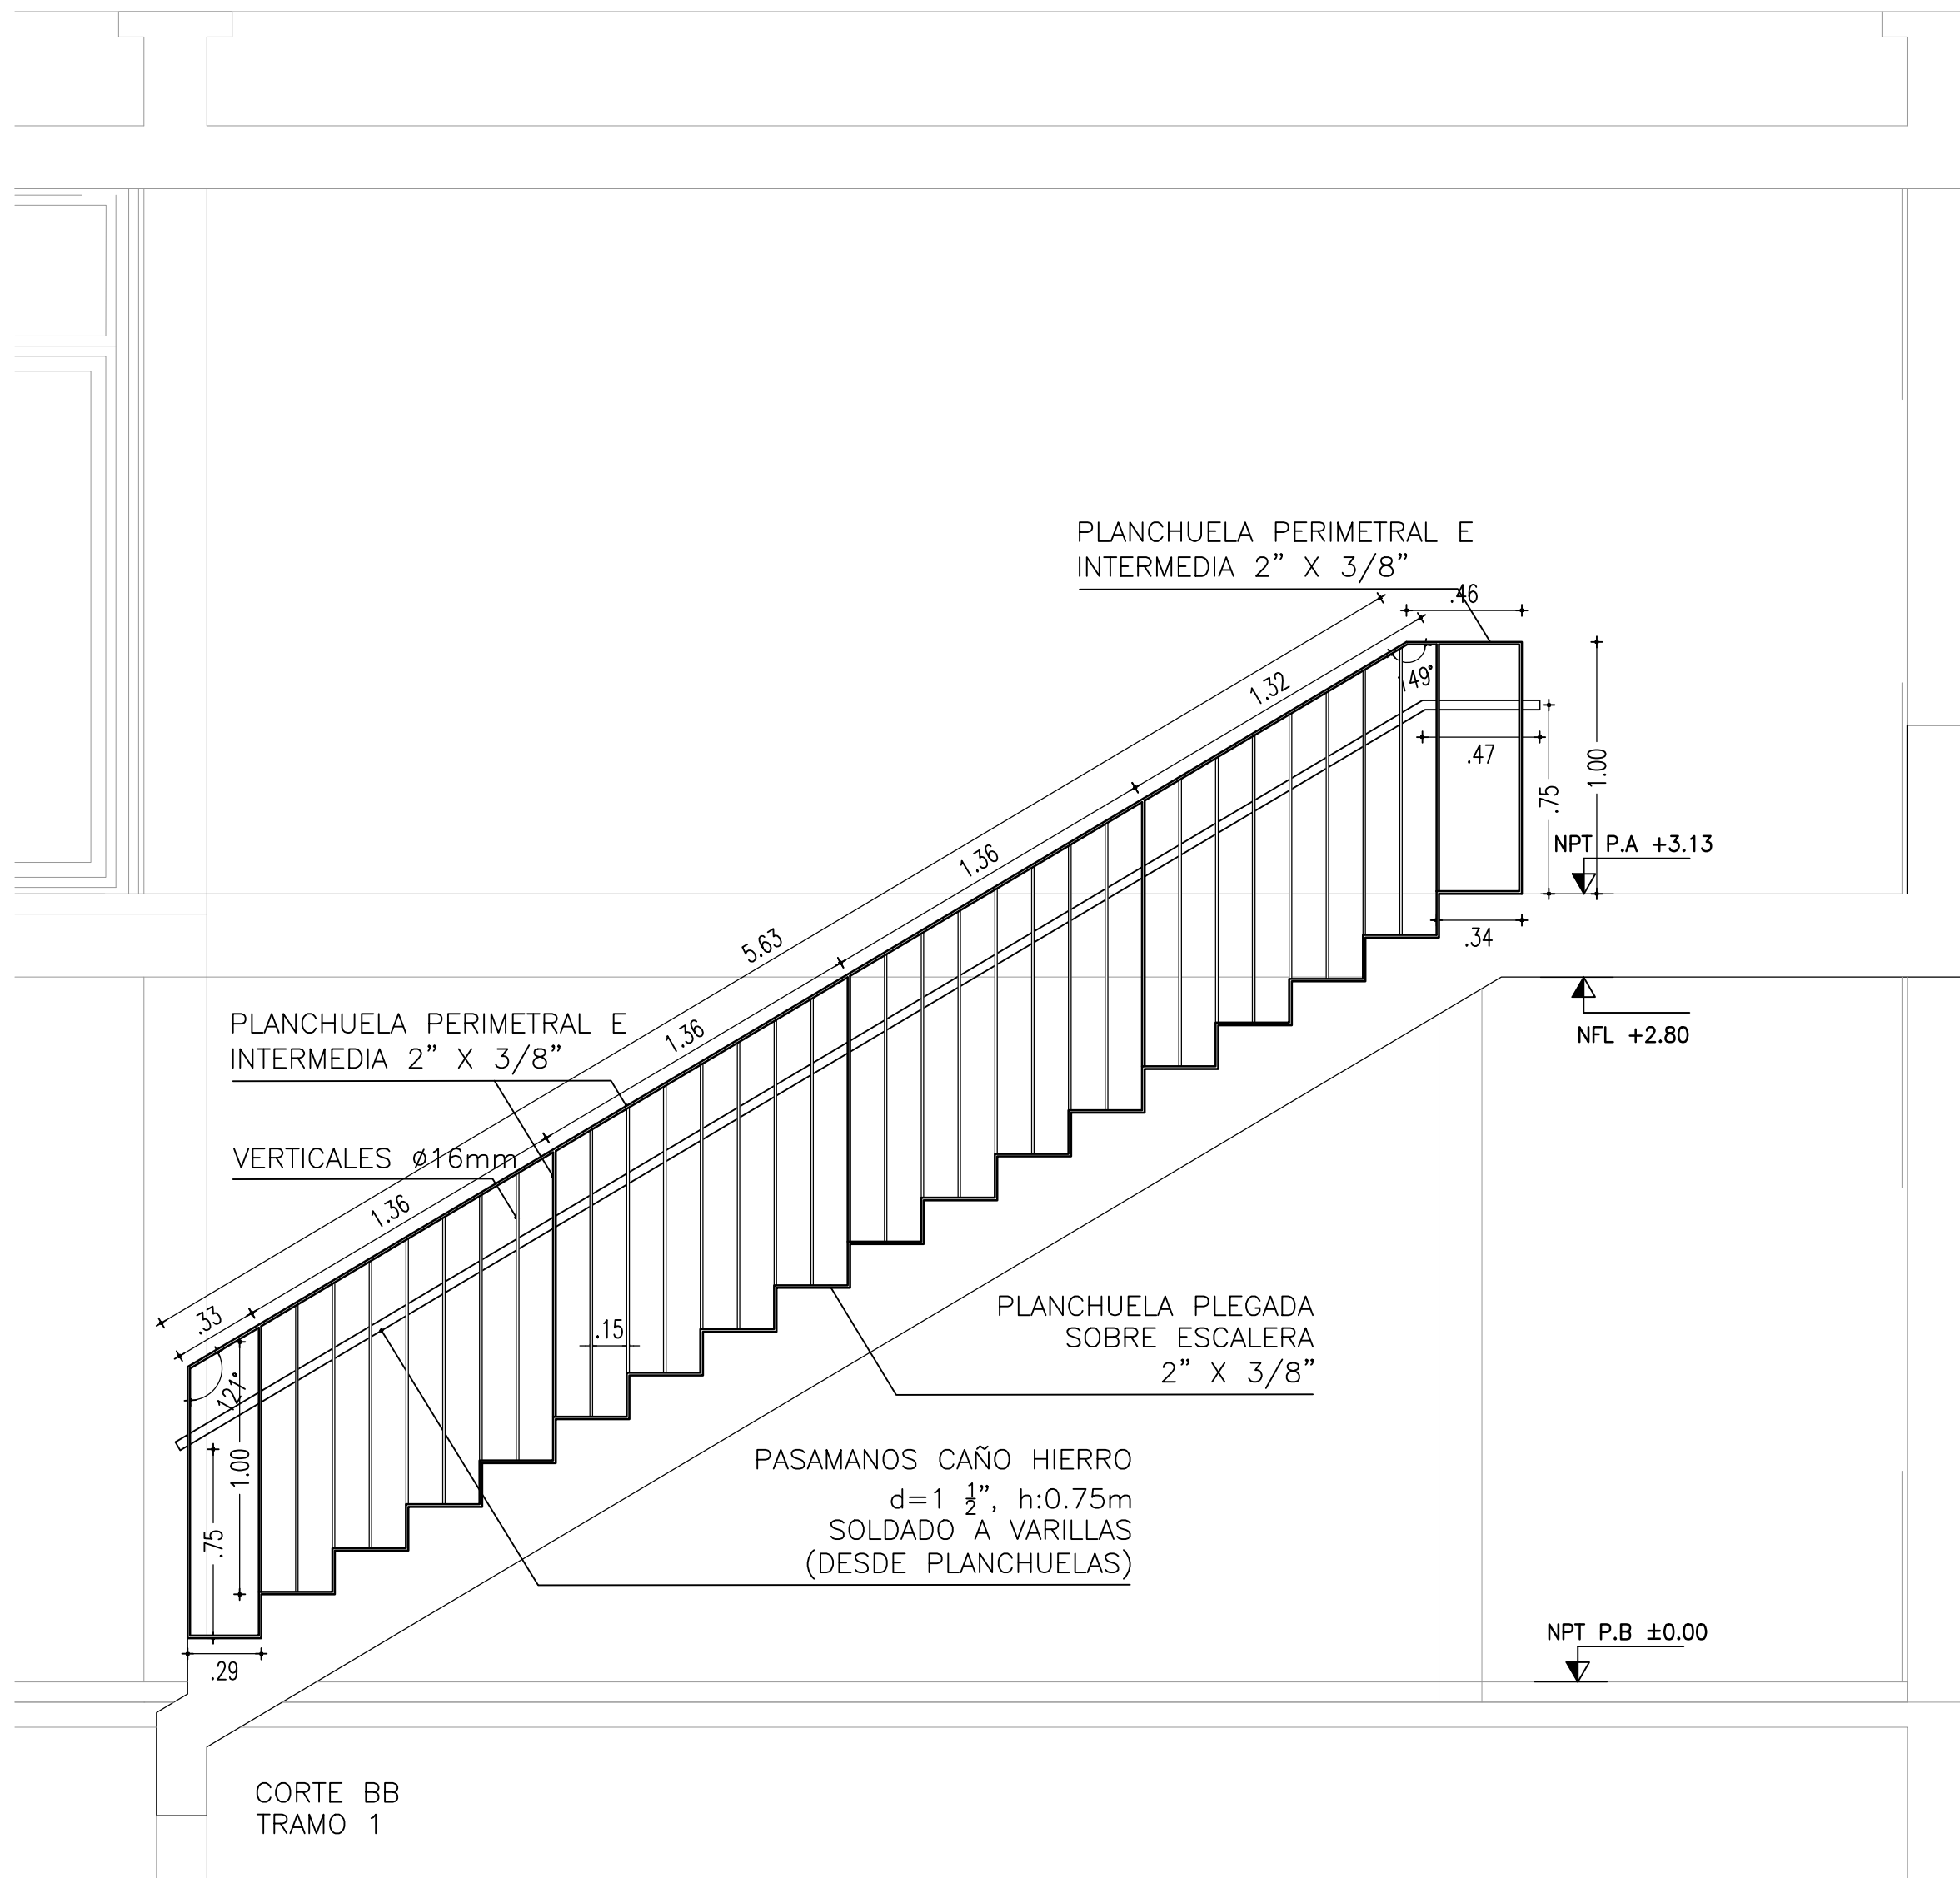 PLANCHUELA PERIMETRAL E
INTERMEDIA 2” X 3/8”
.46
1.32
149°
.47
1.00
.75
NPT P.A +3.13
1.36
.34
5.63
NFL +2.80
PLANCHUELA PERIMETRAL E
INTERMEDIA 2” X 3/8”
1.36
VERTICALES Ø16mm
1.36
.33
.15
PLANCHUELA PLEGADA
SOBRE ESCALERA
2” X 3/8”
121°
1.00
.75
PASAMANOS CAÑO HIERRO
d=1 ½”, h:0.75m
SOLDADO A VARILLAS
(DESDE PLANCHUELAS)
NPT P.B ±0.00
.29
CORTE BB
TRAMO 1